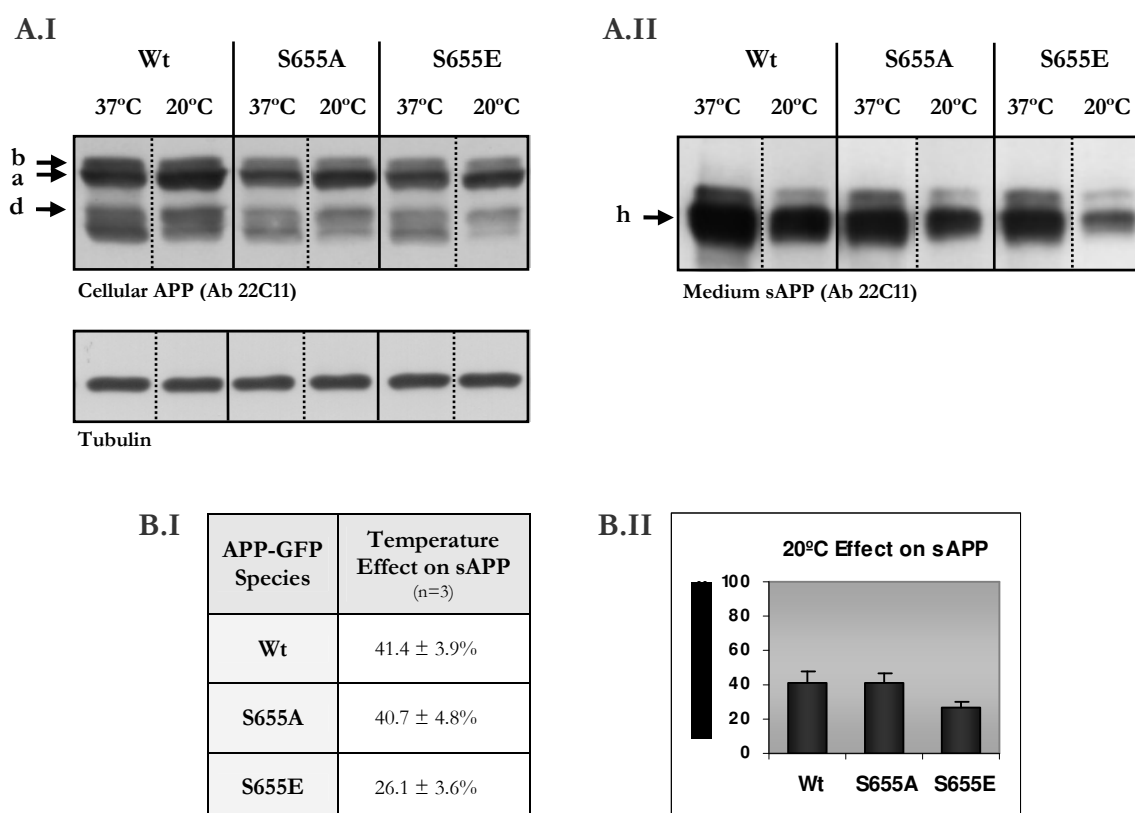 A.I
Wt S655A S655E
37ºC 20ºC 37ºC 20ºC 37ºC 20ºC
b
a
d
Cellular APP (Ab 22C11)
Tubulin
A.II
Wt S655A S655E
37ºC 20ºC 37ºC 20ºC 37ºC 20ºC
h
Medium sAPP (Ab 22C11)
B.I
APP-GFP Species
Temperature Effect on sAPP
(n=3)
Wt 41.4 ± 3.9%
S655A 40.7 ± 4.8%
S655E 26.1 ± 3.6%
B.II
20ºC Effect on sAPP
100
80
60
40
20
0
Wt S655A S655E